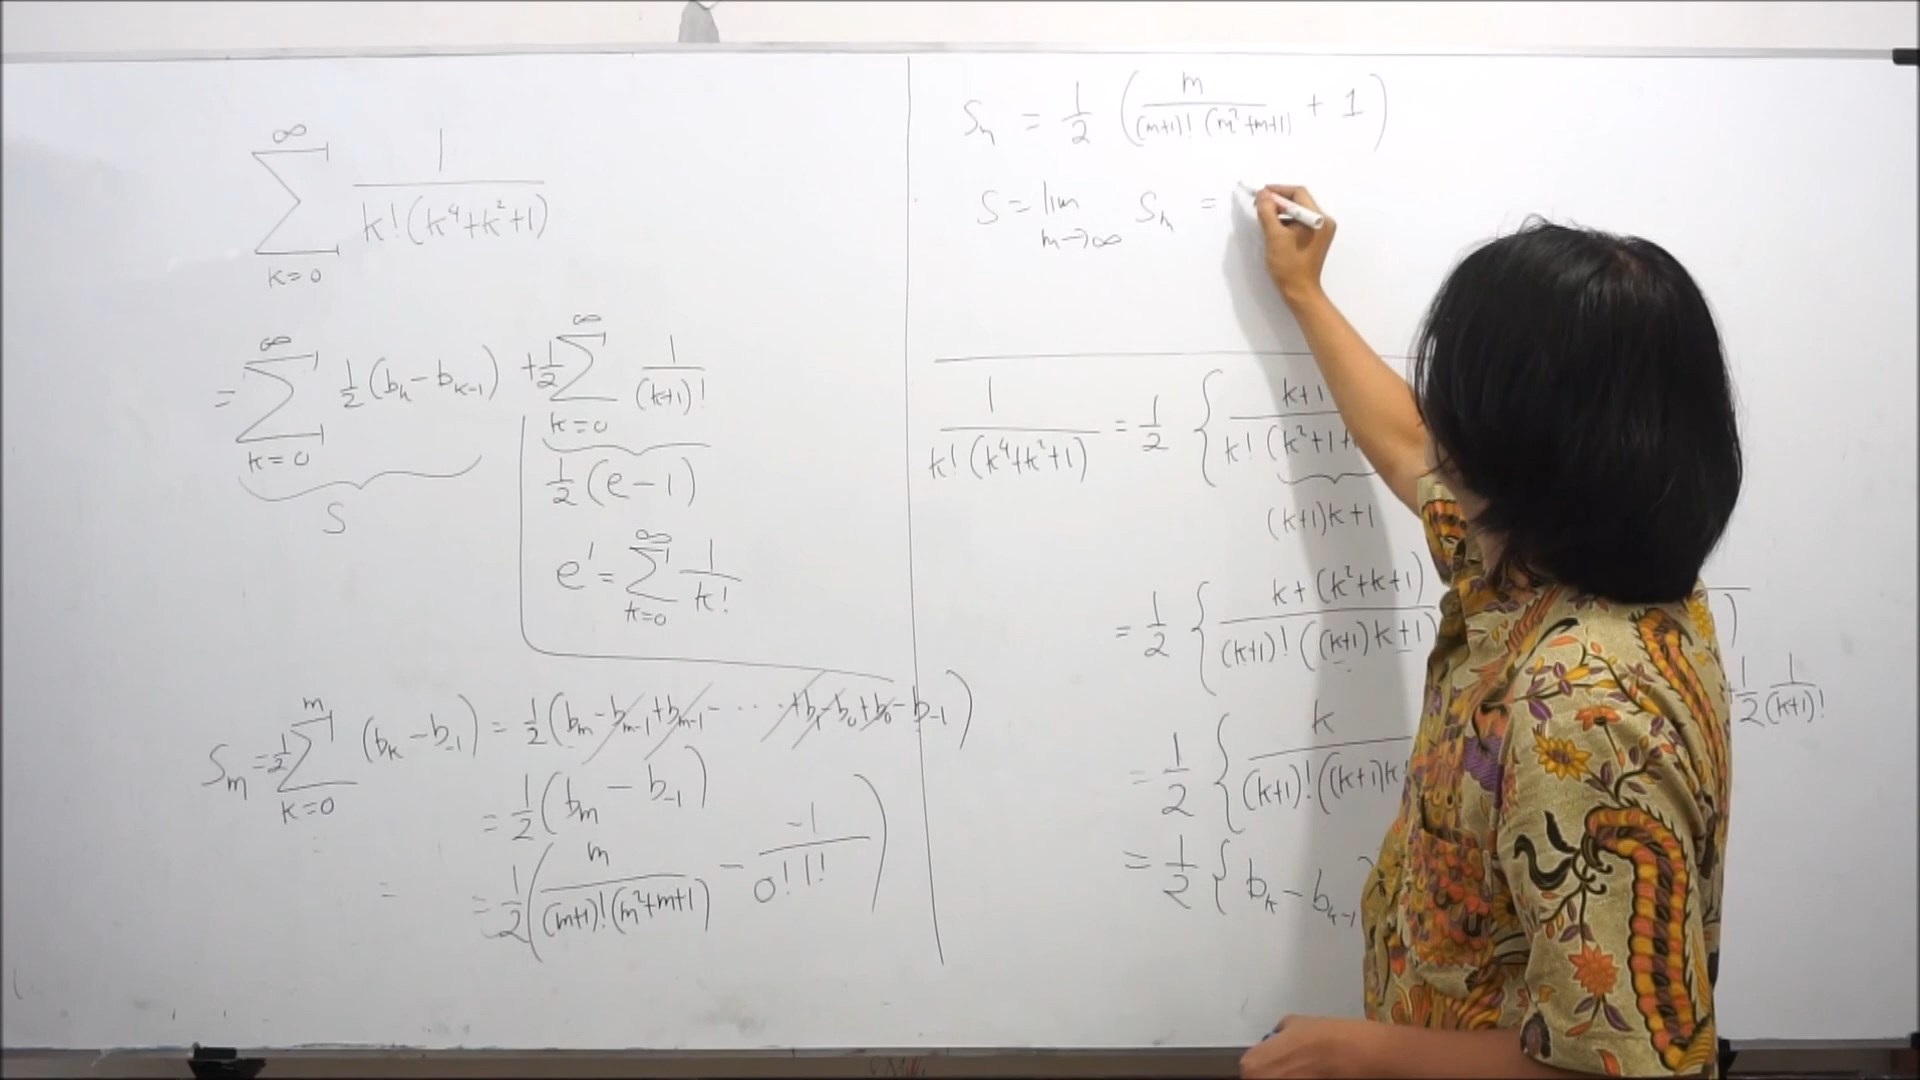 ∞
∑ 1/(k!(k⁴+k²+1))
k=0
= ∑_{k=0}^{∞} ½(b_k − b_{k−1}) + ½ ∑_{k=0}^{∞} 1/(k+1)!
S
½(e−1)
e¹ = ∑_{k=0}^{∞} 1/k!
S_m = ½ ∑_{k=0}^{m} (b_k − b_{-1}) = ½(b_m − b_{m−1} + b_{m−1} − ⋯ + b_1 − b_0 + b_0 − b_{-1})
= ½(b_m − b_{-1})
= = ½(m/((m+1)!(m²+m+1)) − −1/(0!1!))
S_m = ½(m/((m+1)!(m²+m+1)) + 1)
S = lim_{m→∞} S_m =
1/(k!(k⁴+k²+1)) = ½{(k+1)/(k!(k²+1+
(k+1)k+1
= ½{(k+(k²+k+1))/((k+1)!((k+1)k+1)
= ½{k/((k+1)!((k+1)k + ½ 1/(k+1)!
= ½{b_k − b_{k−1}